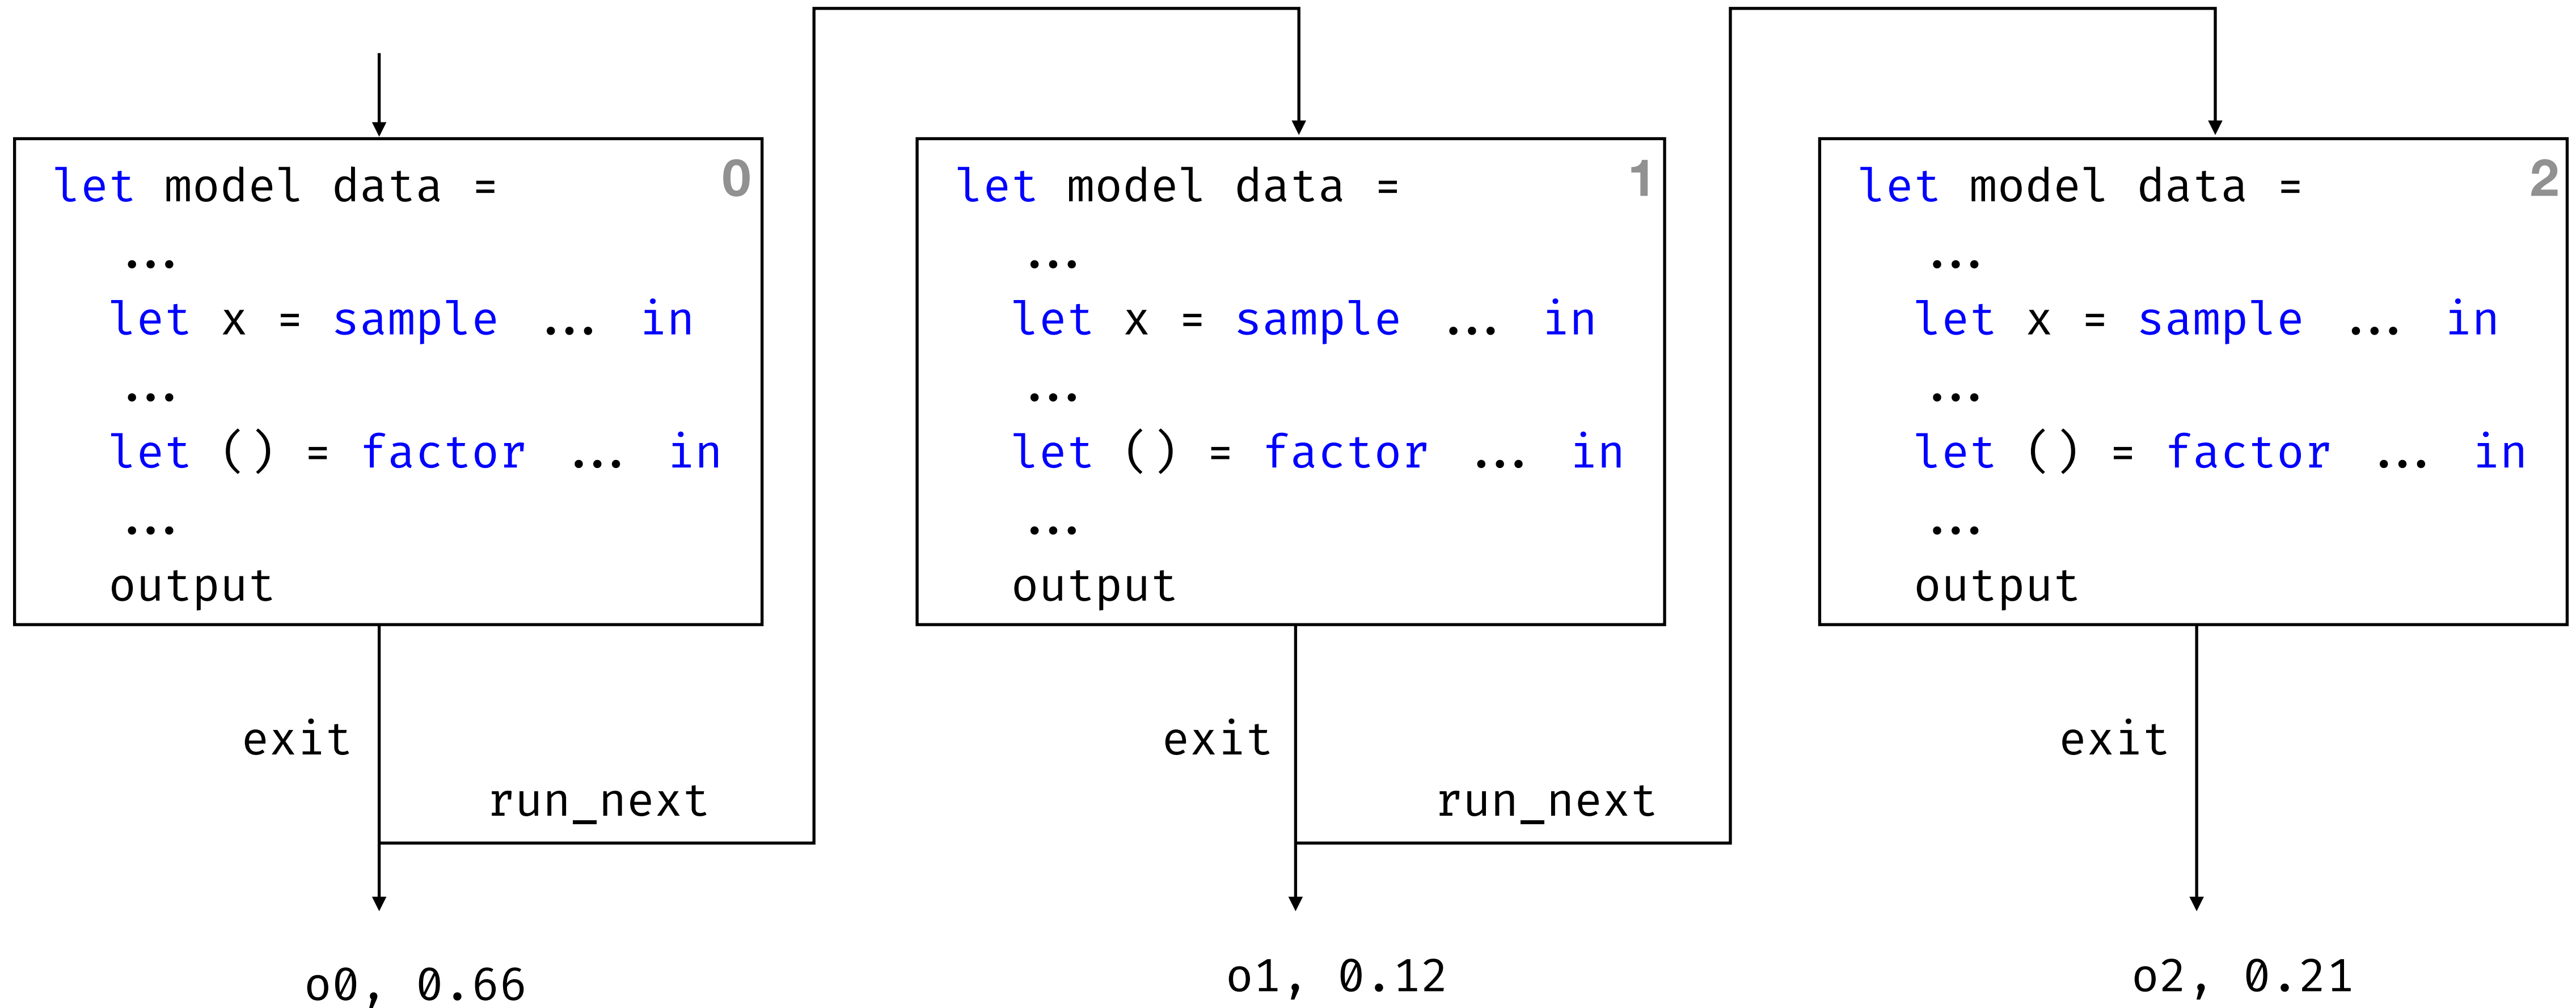 let model data = 0
...
let x = sample ... in
...
let () = factor ... in
...
output
exit
run_next
o0, 0.66
let model data = 1
...
let x = sample ... in
...
let () = factor ... in
...
output
exit
run_next
o1, 0.12
let model data = 2
...
let x = sample ... in
...
let () = factor ... in
...
output
exit
o2, 0.21